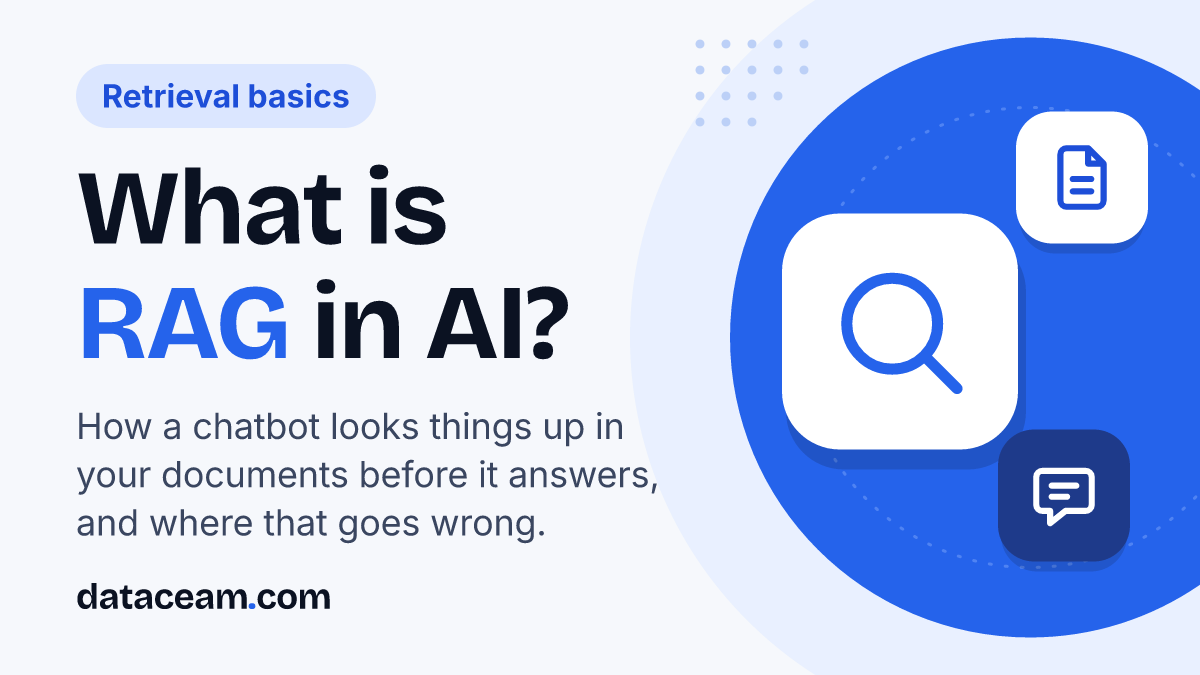 Retrieval basics
What is
RAG in AI?
How a chatbot looks things up in
your documents before it answers,
and where that goes wrong.
dataceam.com